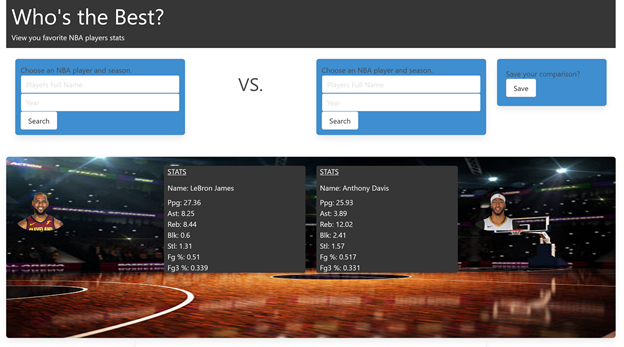 Who's the Best?
View you favorite NBA players stats
Choose an NBA player and season.
Players Full Name
Year
Search
VS.
Choose an NBA player and season.
Players Full Name
Year
Search
Save your comparison?
Save
STATS
Name: LeBron James
Ppg: 27.36
Ast: 8.25
Reb: 8.44
Blk: 0.6
Stl: 1.31
Fg %: 0.51
Fg3 %: 0.339
STATS
Name: Anthony Davis
Ppg: 25.93
Ast: 3.89
Reb: 12.02
Blk: 2.41
Stl: 1.57
Fg %: 0.517
Fg3 %: 0.331